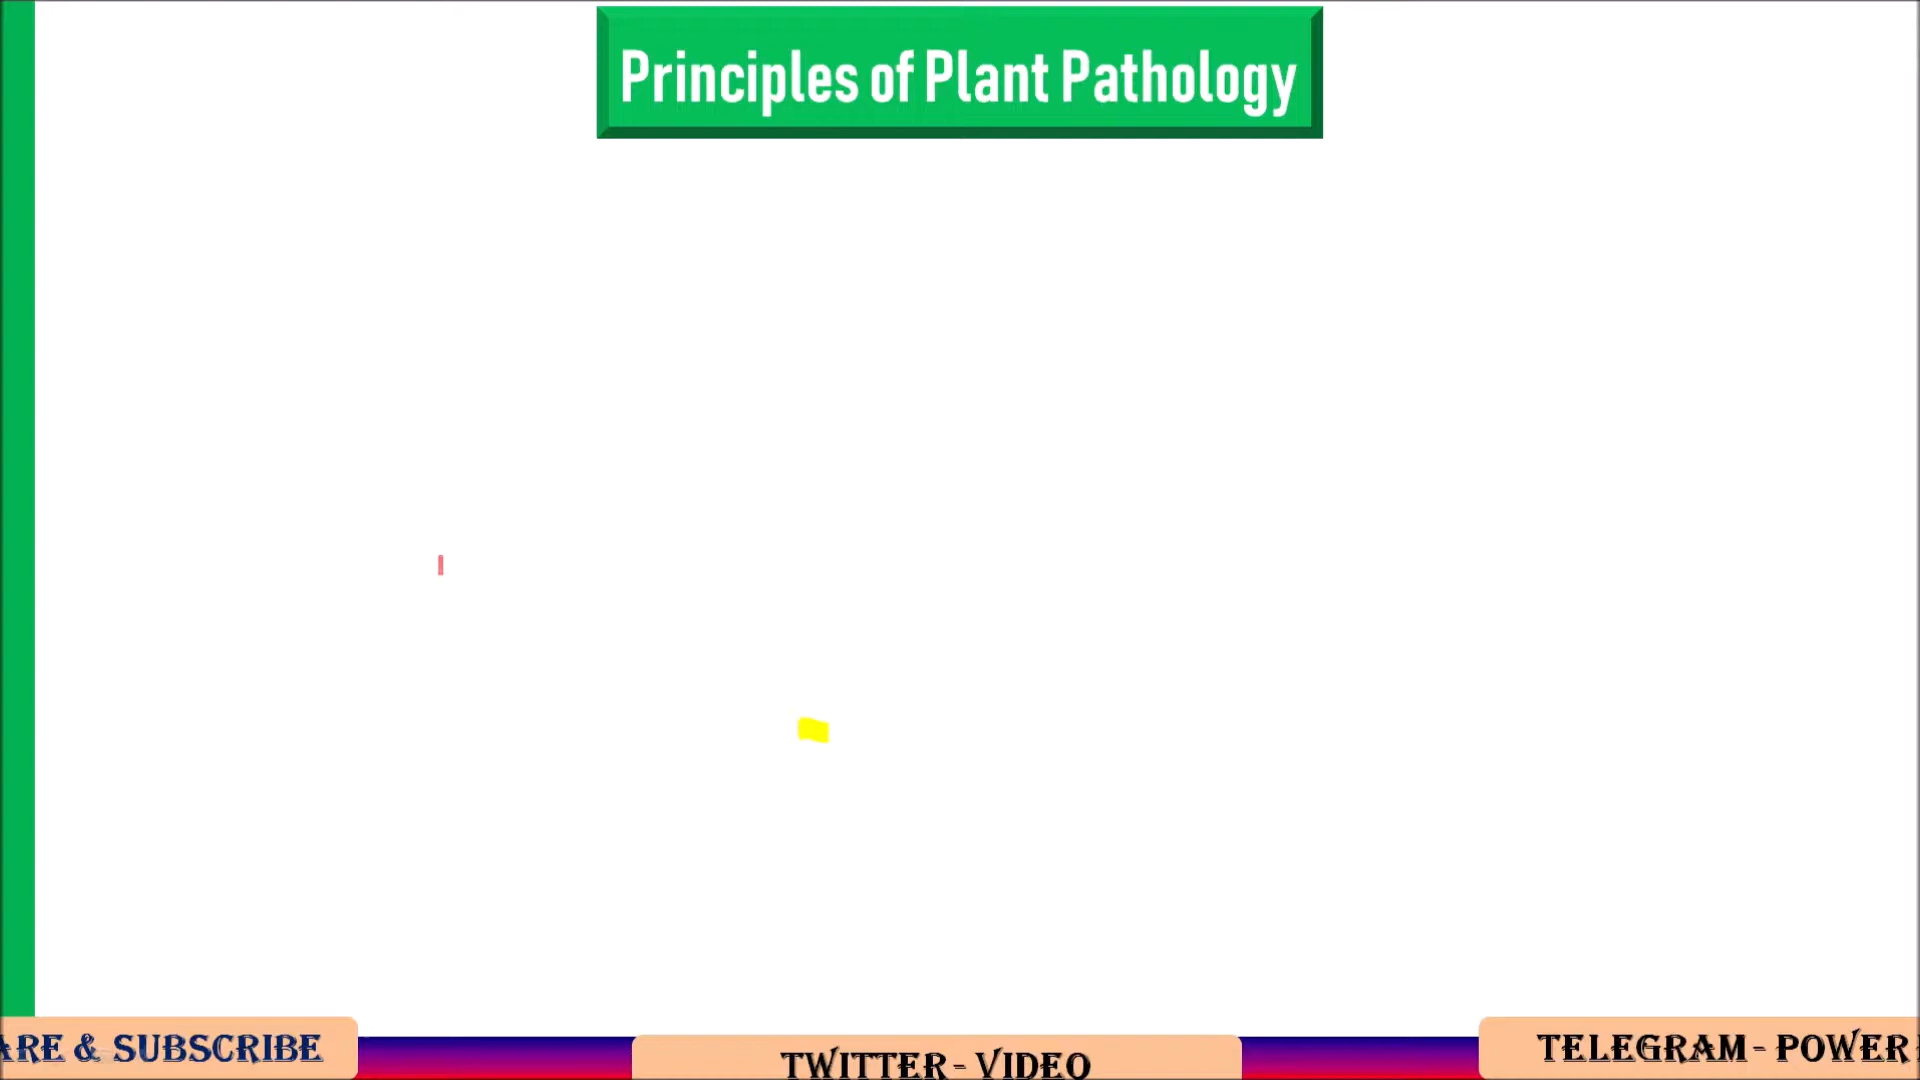 Principles of Plant Pathology
ARE & SUBSCRIBE
TWITTER - VIDEO
TELEGRAM - POWER